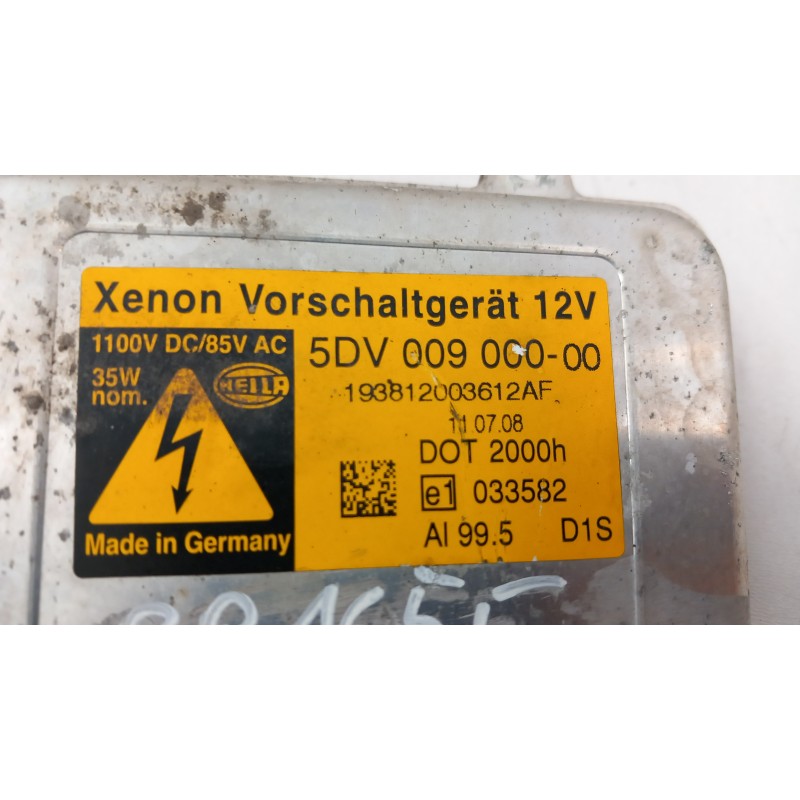 Xenon Vorschaltgerät 12V
1100V DC/85V AC
35W
nom.
HELLA
Made in Germany
5DV 009 000-00
193812003612AF
11.07.08
DOT 2000h
e1 033582
Al 99.5 D1S